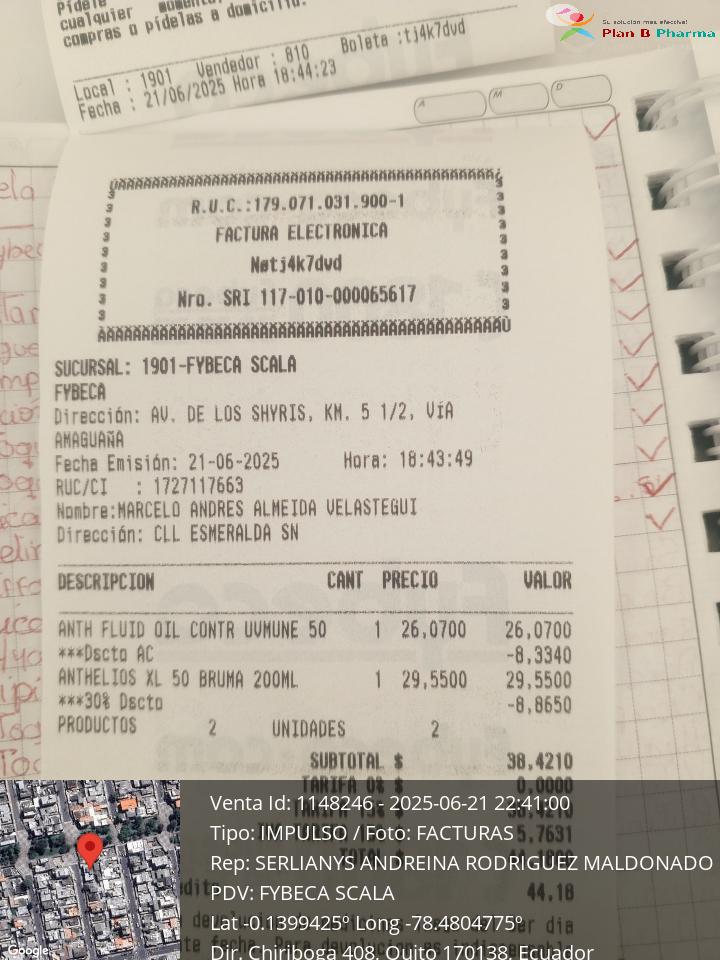 Pídela
cualquier momento
compras o pídelas a domicilio.
Local : 1901 Vendedor : 810 Boleta :tj4k7dvd
Fecha : 21/06/2025 Hora 18:44:23
Su solución más efectiva!
Plan B Pharma
A M D
R.U.C.:179.071.031.900-1
FACTURA ELECTRONICA
Nøtj4k7dvd
Nro. SRI 117-010-000065617
SUCURSAL: 1901-FYBECA SCALA
FYBECA
Dirección: AV. DE LOS SHYRIS, KM. 5 1/2, VíA
AMAGUAÑA
Fecha Emisión: 21-06-2025 Hora: 18:43:49
RUC/CI : 1727117663
Nombre:MARCELO ANDRES ALMEIDA VELASTEGUI
Dirección: CLL ESMERALDA SN
DESCRIPCION CANT PRECIO VALOR
ANTH FLUID OIL CONTR UVMUNE 50 1 26,0700 26,0700
***Dscto AC -8,3340
ANTHELIOS XL 50 BRUMA 200ML 1 29,5500 29,5500
***30% Dscto -8,8650
PRODUCTOS 2 UNIDADES 2
SUBTOTAL $ 38,4210
TARIFA 0% $ 0,0000
5,7631
44.18
Venta Id: 1148246 - 2025-06-21 22:41:00
Tipo: IMPULSO / Foto: FACTURAS
Rep: SERLIANYS ANDREINA RODRIGUEZ MALDONADO
PDV: FYBECA SCALA
Lat -0.1399425º Long -78.4804775º
Dir. Chiriboga 408, Quito 170138, Ecuador
Google